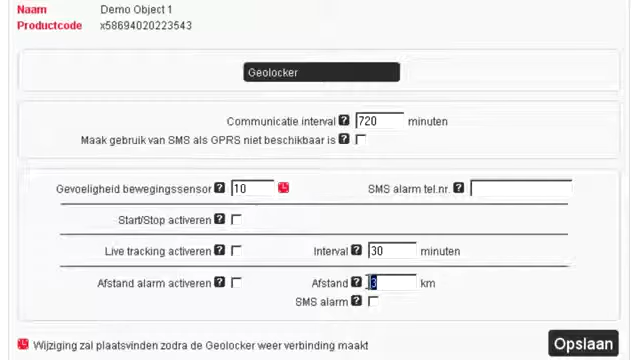 Naam Demo Object 1
Productcode x58694020223543
Geolocker
Communicatie interval ? 720 minuten
Maak gebruik van SMS als GPRS niet beschikbaar is ?
Gevoeligheid bewegingssensor ? 10 SMS alarm tel.nr. ?
Start/Stop activeren ?
Live tracking activeren ? Interval ? 30 minuten
Afstand alarm activeren ? Afstand ? 3 km
SMS alarm ?
Wijziging zal plaatsvinden zodra de Geolocker weer verbinding maakt
Opslaan